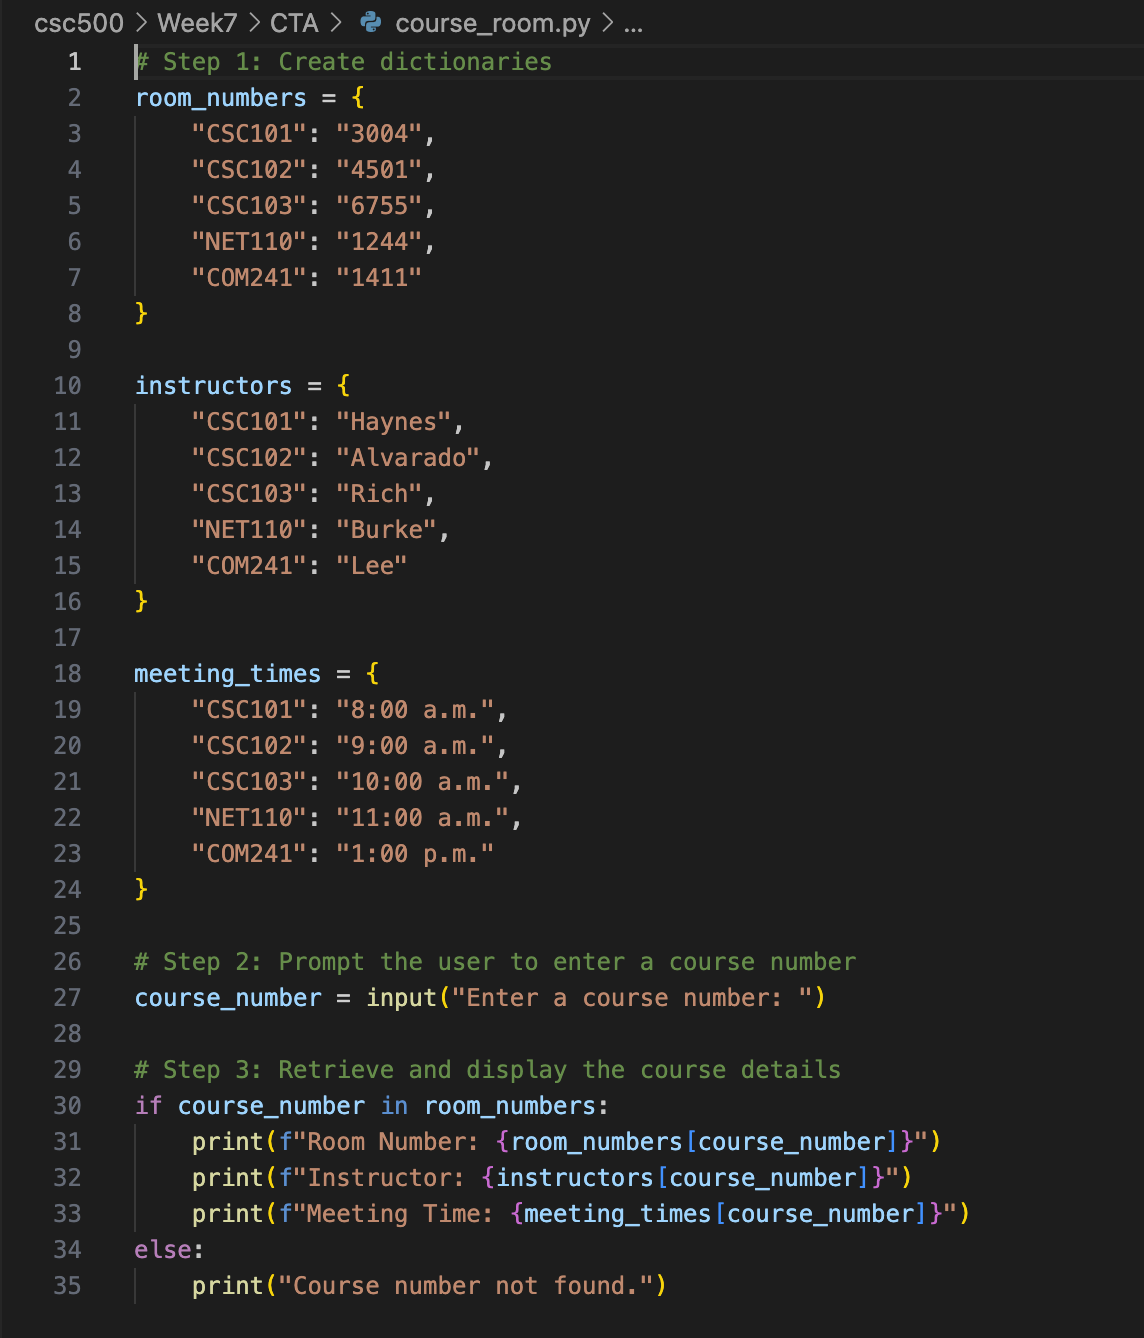 csc500 > Week7 > CTA > course_room.py > ...
1 # Step 1: Create dictionaries
2 room_numbers = {
3     "CSC101": "3004",
4     "CSC102": "4501",
5     "CSC103": "6755",
6     "NET110": "1244",
7     "COM241": "1411"
8 }
9
10 instructors = {
11     "CSC101": "Haynes",
12     "CSC102": "Alvarado",
13     "CSC103": "Rich",
14     "NET110": "Burke",
15     "COM241": "Lee"
16 }
17
18 meeting_times = {
19     "CSC101": "8:00 a.m.",
20     "CSC102": "9:00 a.m.",
21     "CSC103": "10:00 a.m.",
22     "NET110": "11:00 a.m.",
23     "COM241": "1:00 p.m."
24 }
25
26 # Step 2: Prompt the user to enter a course number
27 course_number = input("Enter a course number: ")
28
29 # Step 3: Retrieve and display the course details
30 if course_number in room_numbers:
31     print(f"Room Number: {room_numbers[course_number]}")
32     print(f"Instructor: {instructors[course_number]}")
33     print(f"Meeting Time: {meeting_times[course_number]}")
34 else:
35     print("Course number not found.")